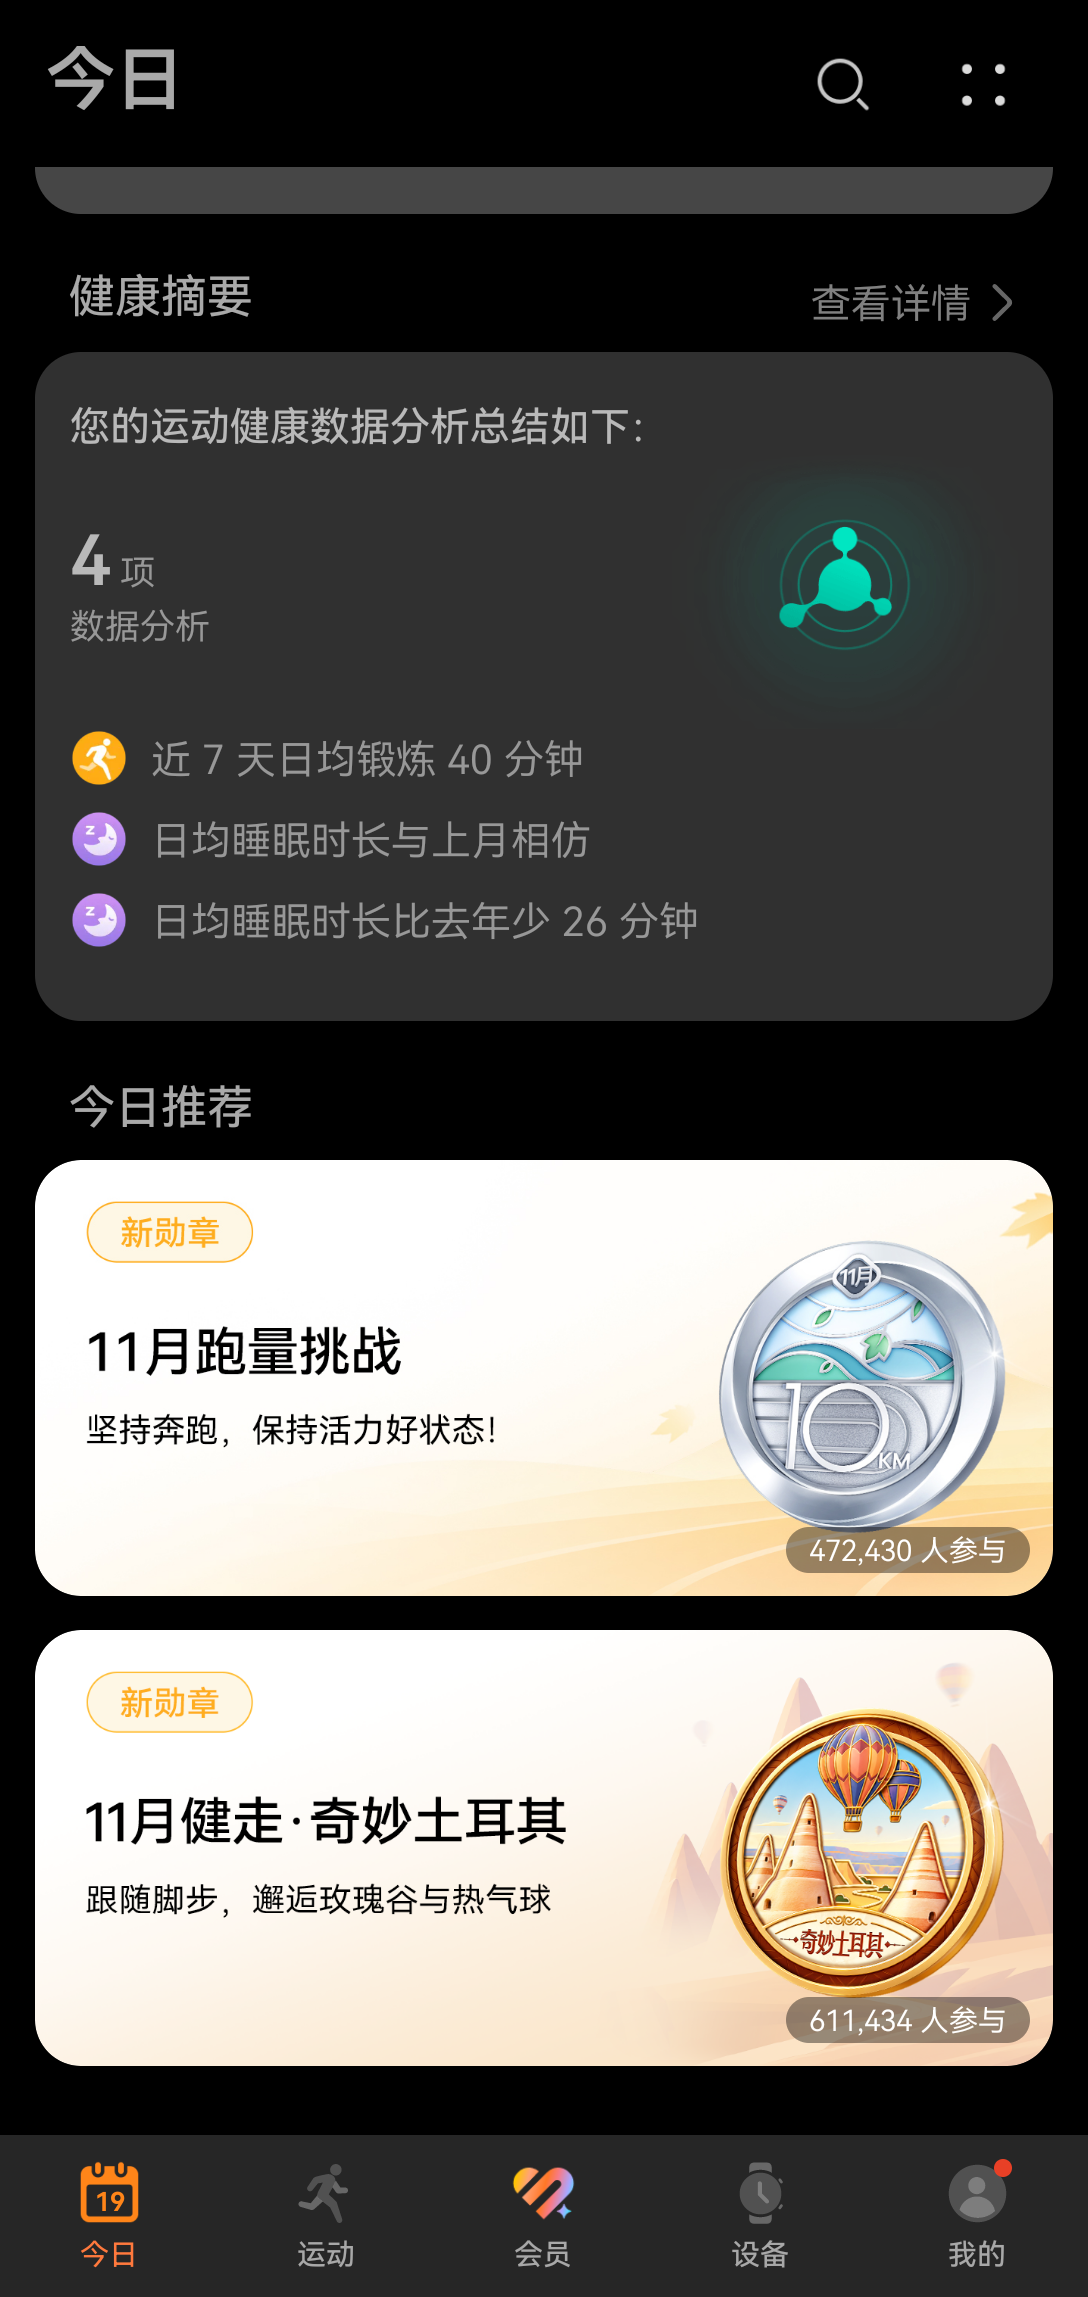 今日
健康摘要
查看详情
您的运动健康数据分析总结如下：
4 项
数据分析
近 7 天日均锻炼 40 分钟
日均睡眠时长与上月相仿
日均睡眠时长比去年少 26 分钟
今日推荐
新勋章
11月跑量挑战
坚持奔跑，保持活力好状态！
11月
10
KM
472,430 人参与
新勋章
11月健走·奇妙土耳其
跟随脚步，邂逅玫瑰谷与热气球
奇妙土耳其
611,434 人参与
19
今日
运动
会员
设备
我的